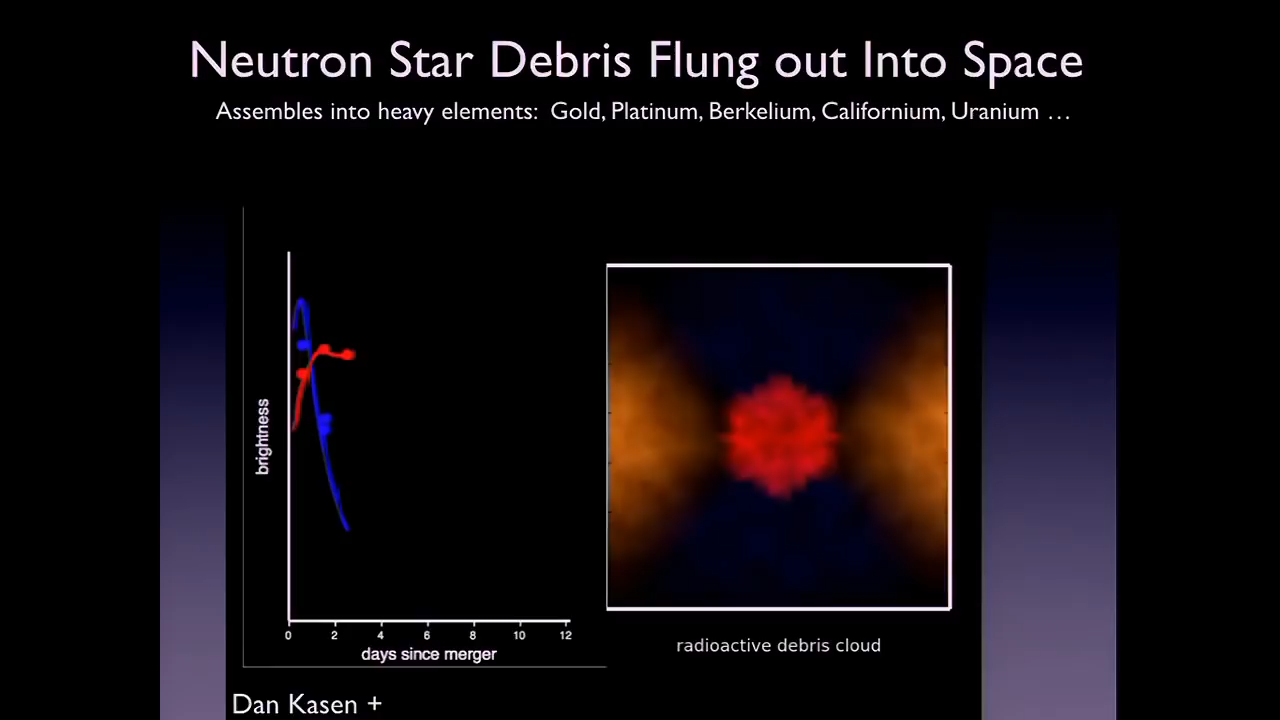 Neutron Star Debris Flung out Into Space
Assembles into heavy elements: Gold, Platinum, Berkelium, Californium, Uranium …
brightness
0 2 4 6 8 10 12
days since merger
radioactive debris cloud
Dan Kasen +